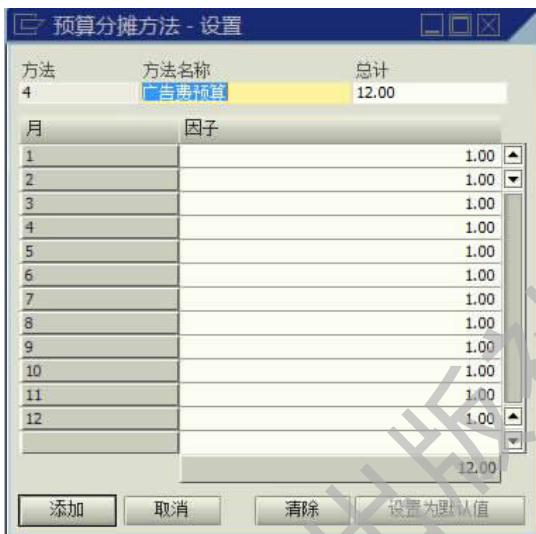 预算分摊方法 - 设置
方法 方法名称 总计
4 广告费预算 12.00
月 因子
1 1.00
2 1.00
3 1.00
4 1.00
5 1.00
6 1.00
7 1.00
8 1.00
9 1.00
10 1.00
11 1.00
12 1.00
12.00
添加 取消 清除 设置为默认值